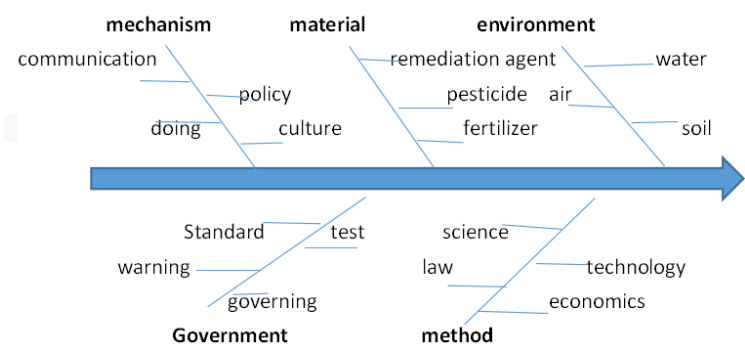 mechanism material environment
communication remediation agent water
policy pesticide air
doing culture fertilizer soil
Standard test science
warning law technology
governing economics
Government method